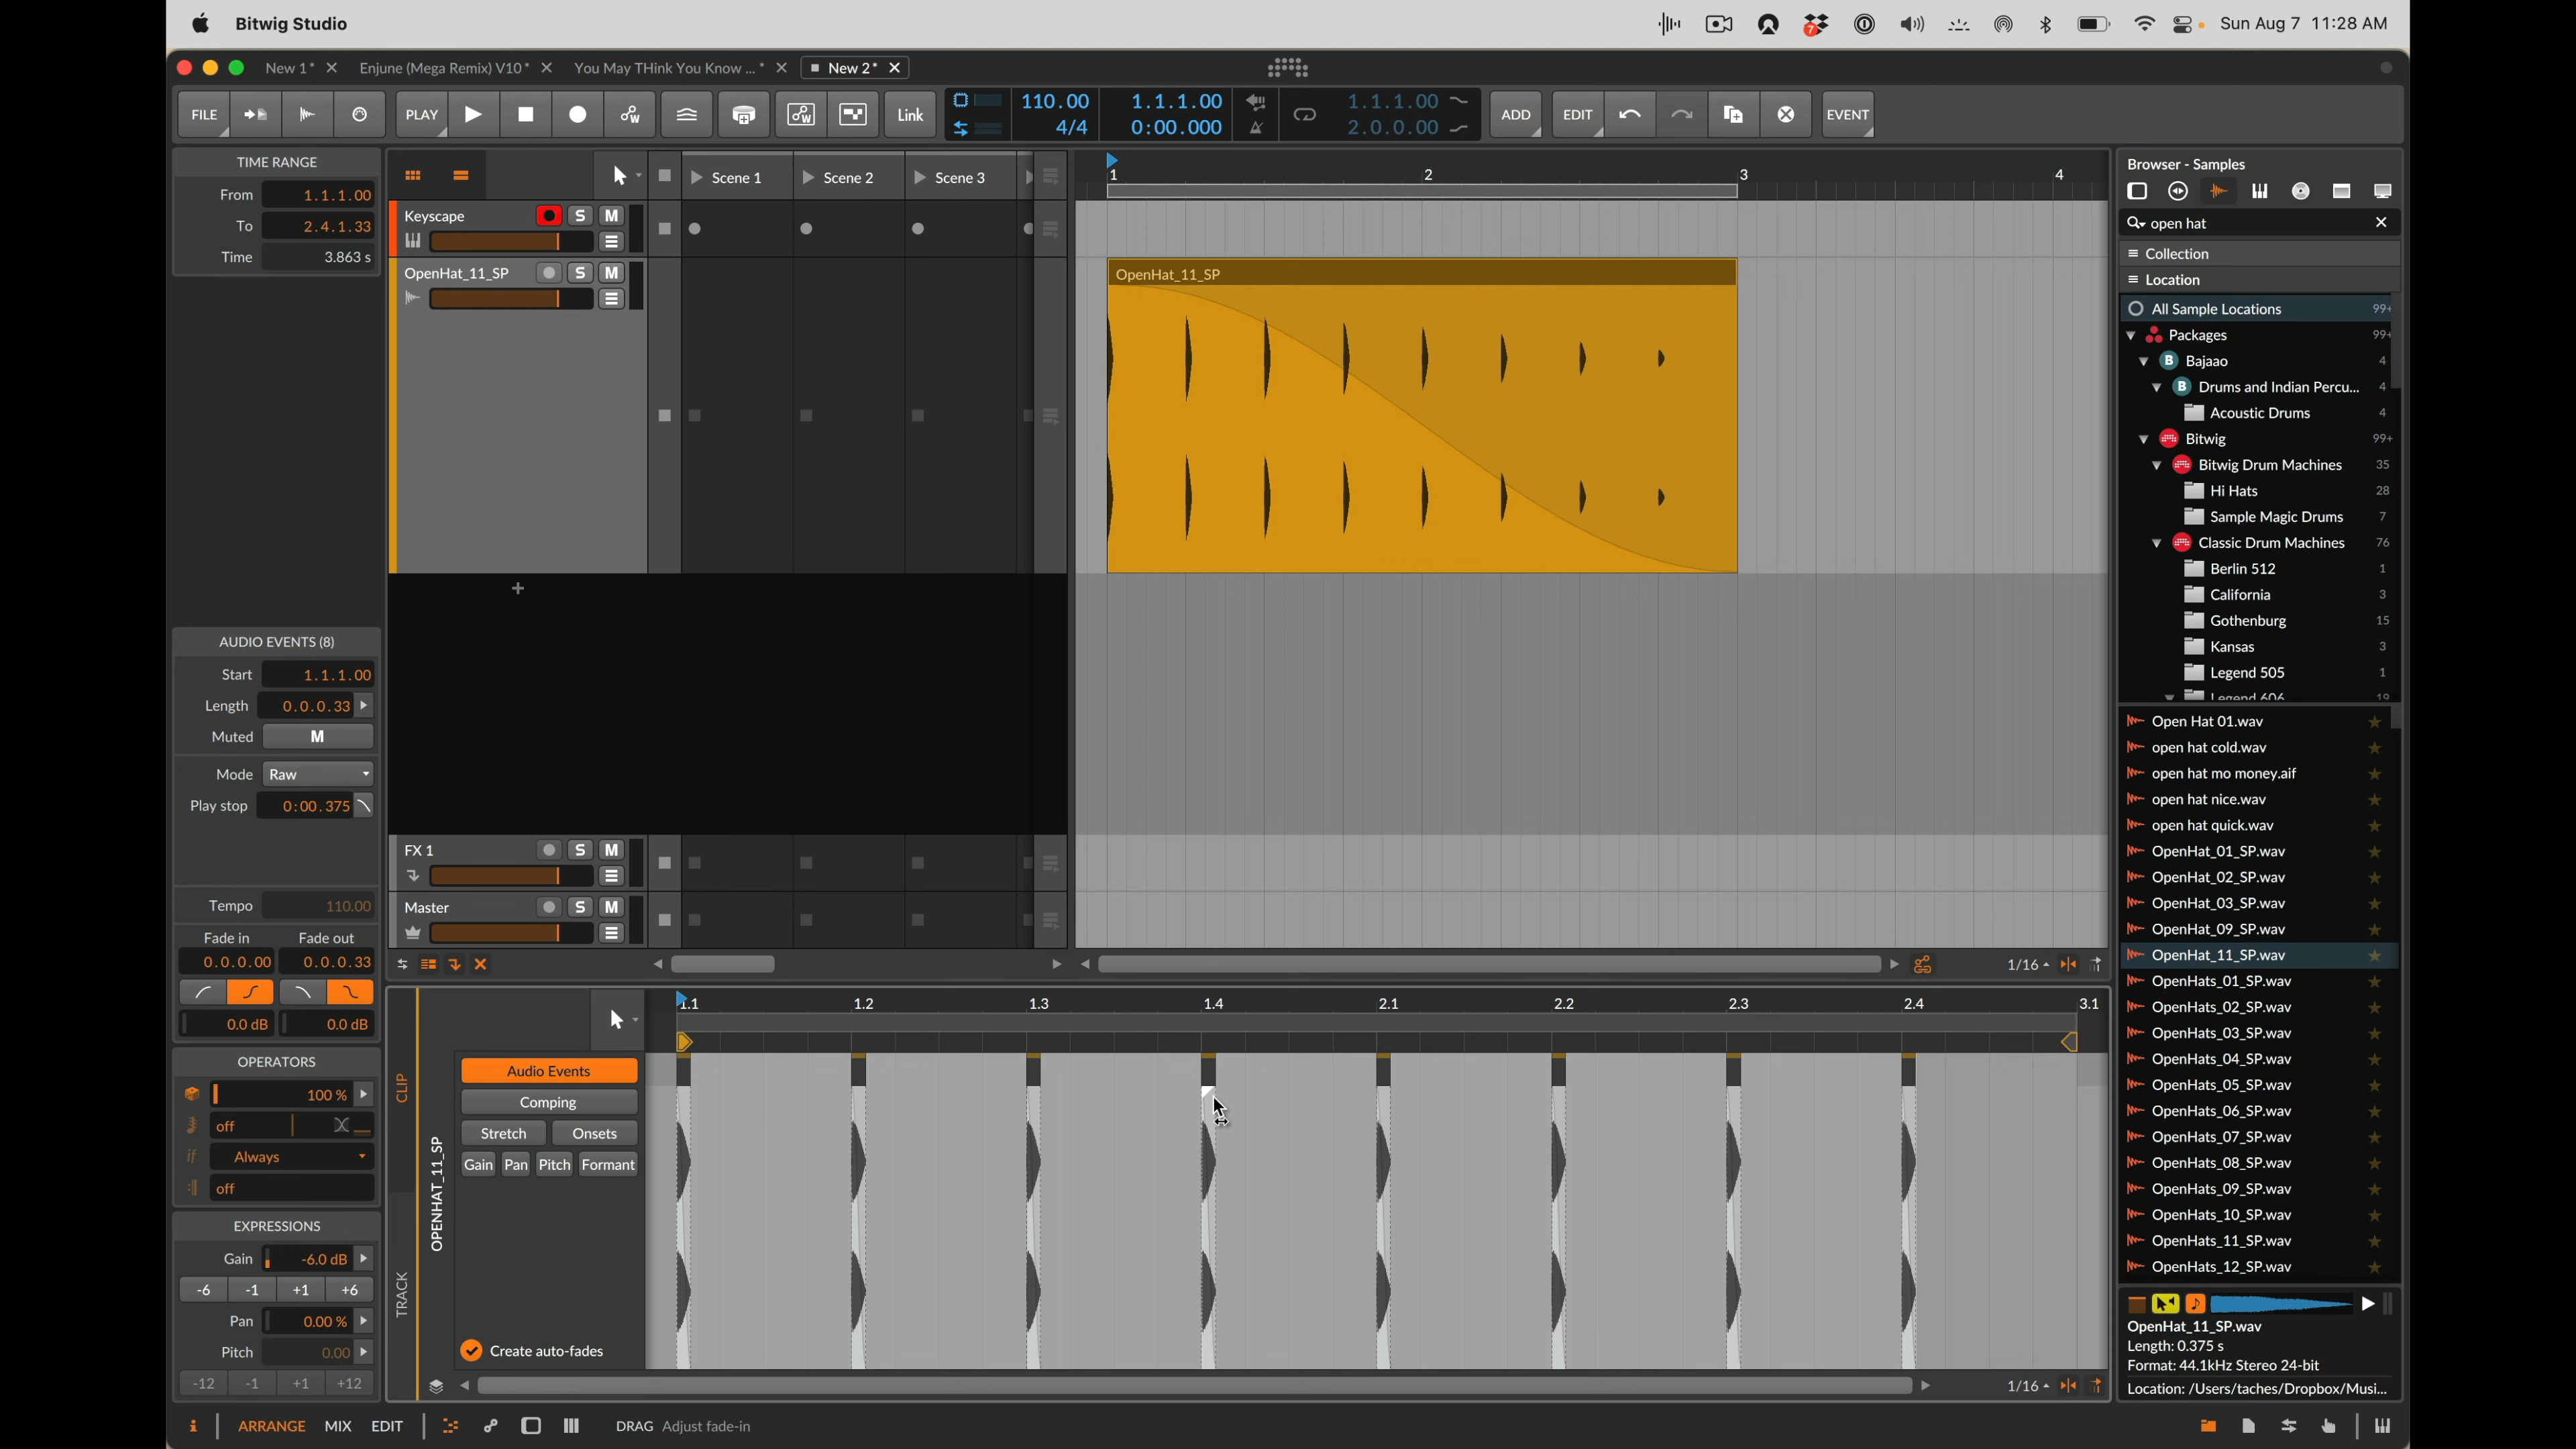 Bitwig Studio
7
Sun Aug 7 11:28 AM
New 1* Enjune (Mega Remix) V10* You May THink You Know ... * New 2*
FILE PLAY Link 110.00 4/4 1.1.1.00 0:00.000 1.1.1.00 2.0.0.00 ADD EDIT EVENT
TIME RANGE
From 1.1.1.00
To 2.4.1.33
Time 3.863 s
AUDIO EVENTS (8)
Start 1.1.1.00
Length 0.0.0.33
Muted M
Mode Raw
Play stop 0:00.375
Tempo 110.00
Fade in Fade out
0.0.0.00 0.0.0.33
0.0 dB 0.0 dB
OPERATORS
100 %
off
if Always
off
EXPRESSIONS
Gain -6.0 dB
-6 -1 +1 +6
Pan 0.00 %
Pitch 0.00
-12 -1 +1 +12
Scene 1 Scene 2 Scene 3
Keyscape S M
OpenHat_11_SP S M
+
FX 1 S M
Master S M
1 2 3 4
OpenHat_11_SP
1/16
1.1 1.2 1.3 1.4 2.1 2.2 2.3 2.4 3.1
CLIP
TRACK
OPENHAT_11_SP
Audio Events
Comping
Stretch Onsets
Gain Pan Pitch Formant
Create auto-fades
1/16
Browser - Samples
open hat
Collection
Location
All Sample Locations 99+
Packages 99+
B Bajaao 4
B Drums and Indian Percu... 4
Acoustic Drums 4
Bitwig 99+
Bitwig Drum Machines 35
Hi Hats 28
Sample Magic Drums 7
Classic Drum Machines 76
Berlin 512 1
California 3
Gothenburg 15
Kansas 3
Legend 505 1
Legend 606 19
Open Hat 01.wav
open hat cold.wav
open hat mo money.aif
open hat nice.wav
open hat quick.wav
OpenHat_01_SP.wav
OpenHat_02_SP.wav
OpenHat_03_SP.wav
OpenHat_09_SP.wav
OpenHat_11_SP.wav
OpenHats_01_SP.wav
OpenHats_02_SP.wav
OpenHats_03_SP.wav
OpenHats_04_SP.wav
OpenHats_05_SP.wav
OpenHats_06_SP.wav
OpenHats_07_SP.wav
OpenHats_08_SP.wav
OpenHats_09_SP.wav
OpenHats_10_SP.wav
OpenHats_11_SP.wav
OpenHats_12_SP.wav
OpenHat_11_SP.wav
Length: 0.375 s
Format: 44.1kHz Stereo 24-bit
Location: /Users/taches/Dropbox/Musi...
i ARRANGE MIX EDIT DRAG Adjust fade-in